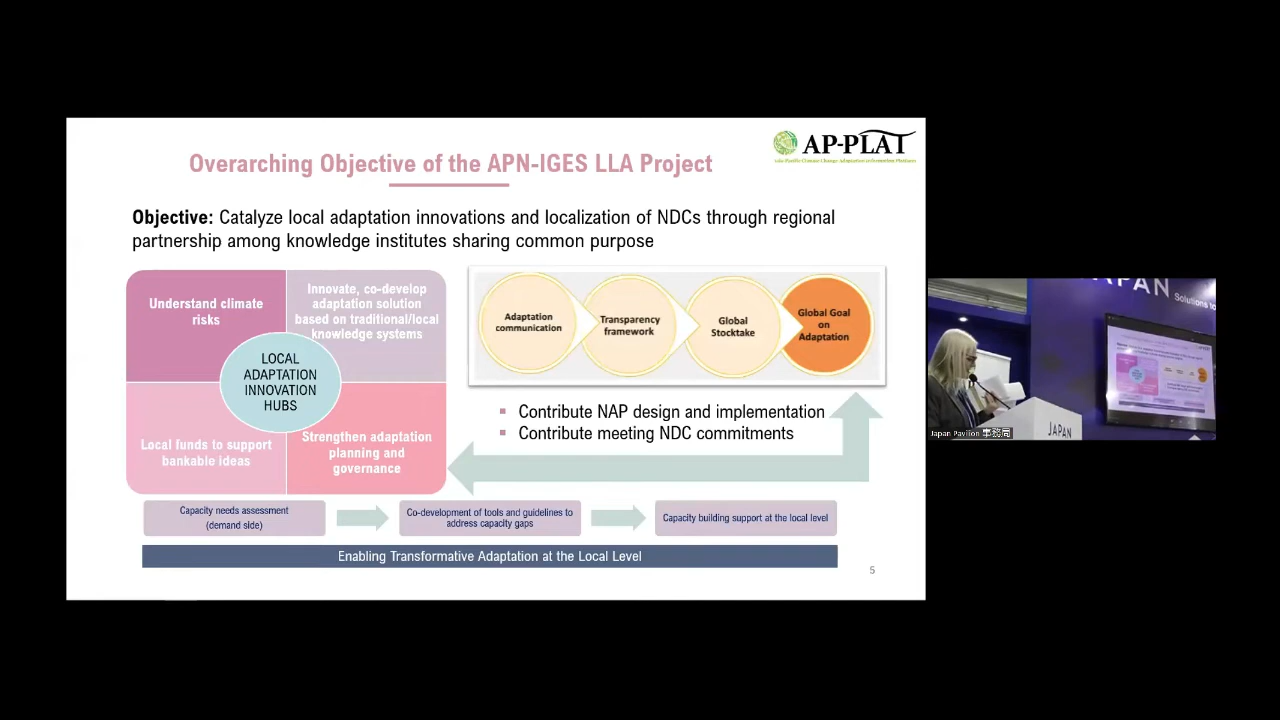 AP-PLAT
Asia Pacific Climate Change Adaptation Information Platform
Overarching Objective of the APN-IGES LLA Project
Objective: Catalyze local adaptation innovations and localization of NDCs through regional
partnership among knowledge institutes sharing common purpose
Understand climate
risks
Innovate, co-develop
adaptation solution
based on traditional/local
knowledge systems
LOCAL
ADAPTATION
INNOVATION
HUBS
Local funds to support
bankable ideas
Strengthen adaptation
planning and
governance
Adaptation
communication
Transparency
framework
Global
Stocktake
Global Goal
on
Adaptation
Contribute NAP design and implementation
Contribute meeting NDC commitments
Capacity needs assessment
(demand side)
Co-development of tools and guidelines to
address capacity gaps
Capacity building support at the local level
Enabling Transformative Adaptation at the Local Level
5
JAPAN
Solutions to
JAPAN
Japan Pavilion 事務局